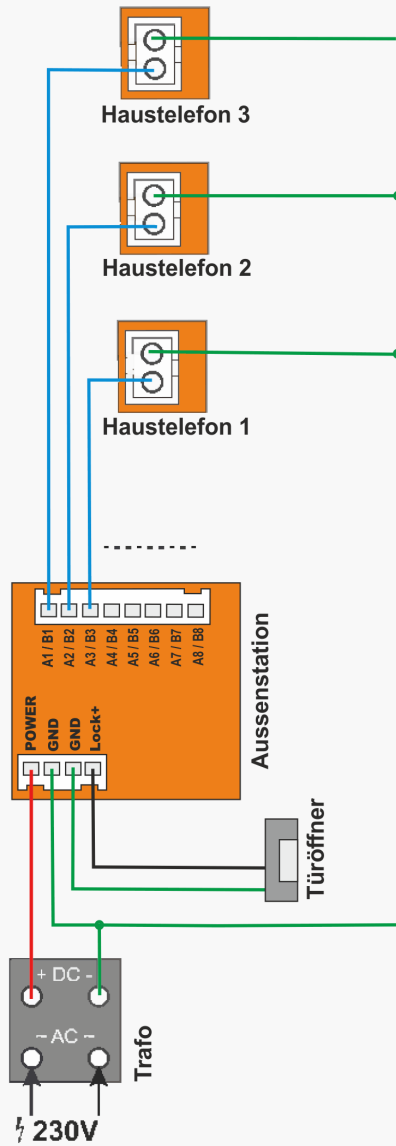 Haustelefon 3
Haustelefon 2
Haustelefon 1
A1 / B1
A2 / B2
A3 / B3
A4 / B4
A5 / B5
A6 / B6
A7 / B7
A8 / B8
POWER
GND
GND
Lock+
Aussenstation
Türöffner
+ DC -
~ AC ~
Trafo
230V